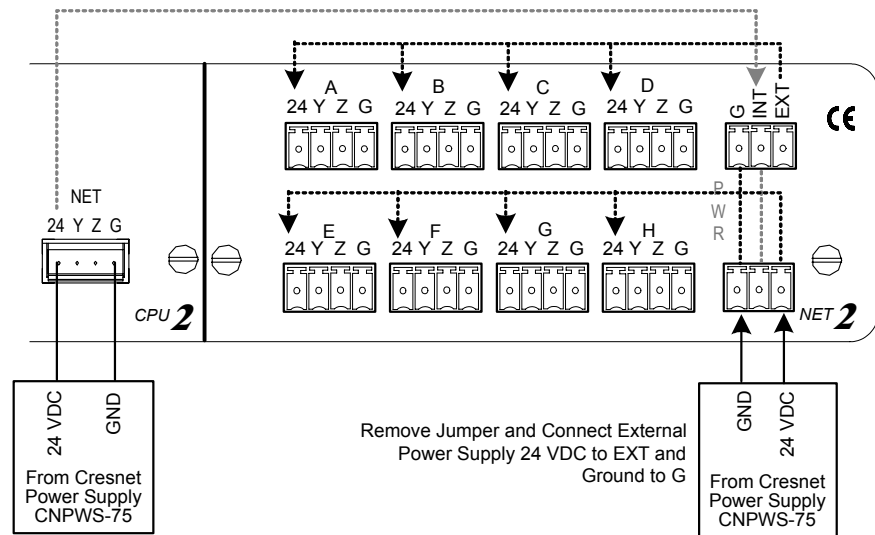 A B C D
24 Y Z G 24 Y Z G 24 Y Z G 24 Y Z G
G INT EXT
CE
NET
24 Y Z G
PWR
E F G H
24 Y Z G 24 Y Z G 24 Y Z G 24 Y Z G
CPU 2
NET 2
24 VDC GND
From Cresnet
Power Supply
CNPWS-75
Remove Jumper and Connect External
Power Supply 24 VDC to EXT and
Ground to G
GND 24 VDC
From Cresnet
Power Supply
CNPWS-75